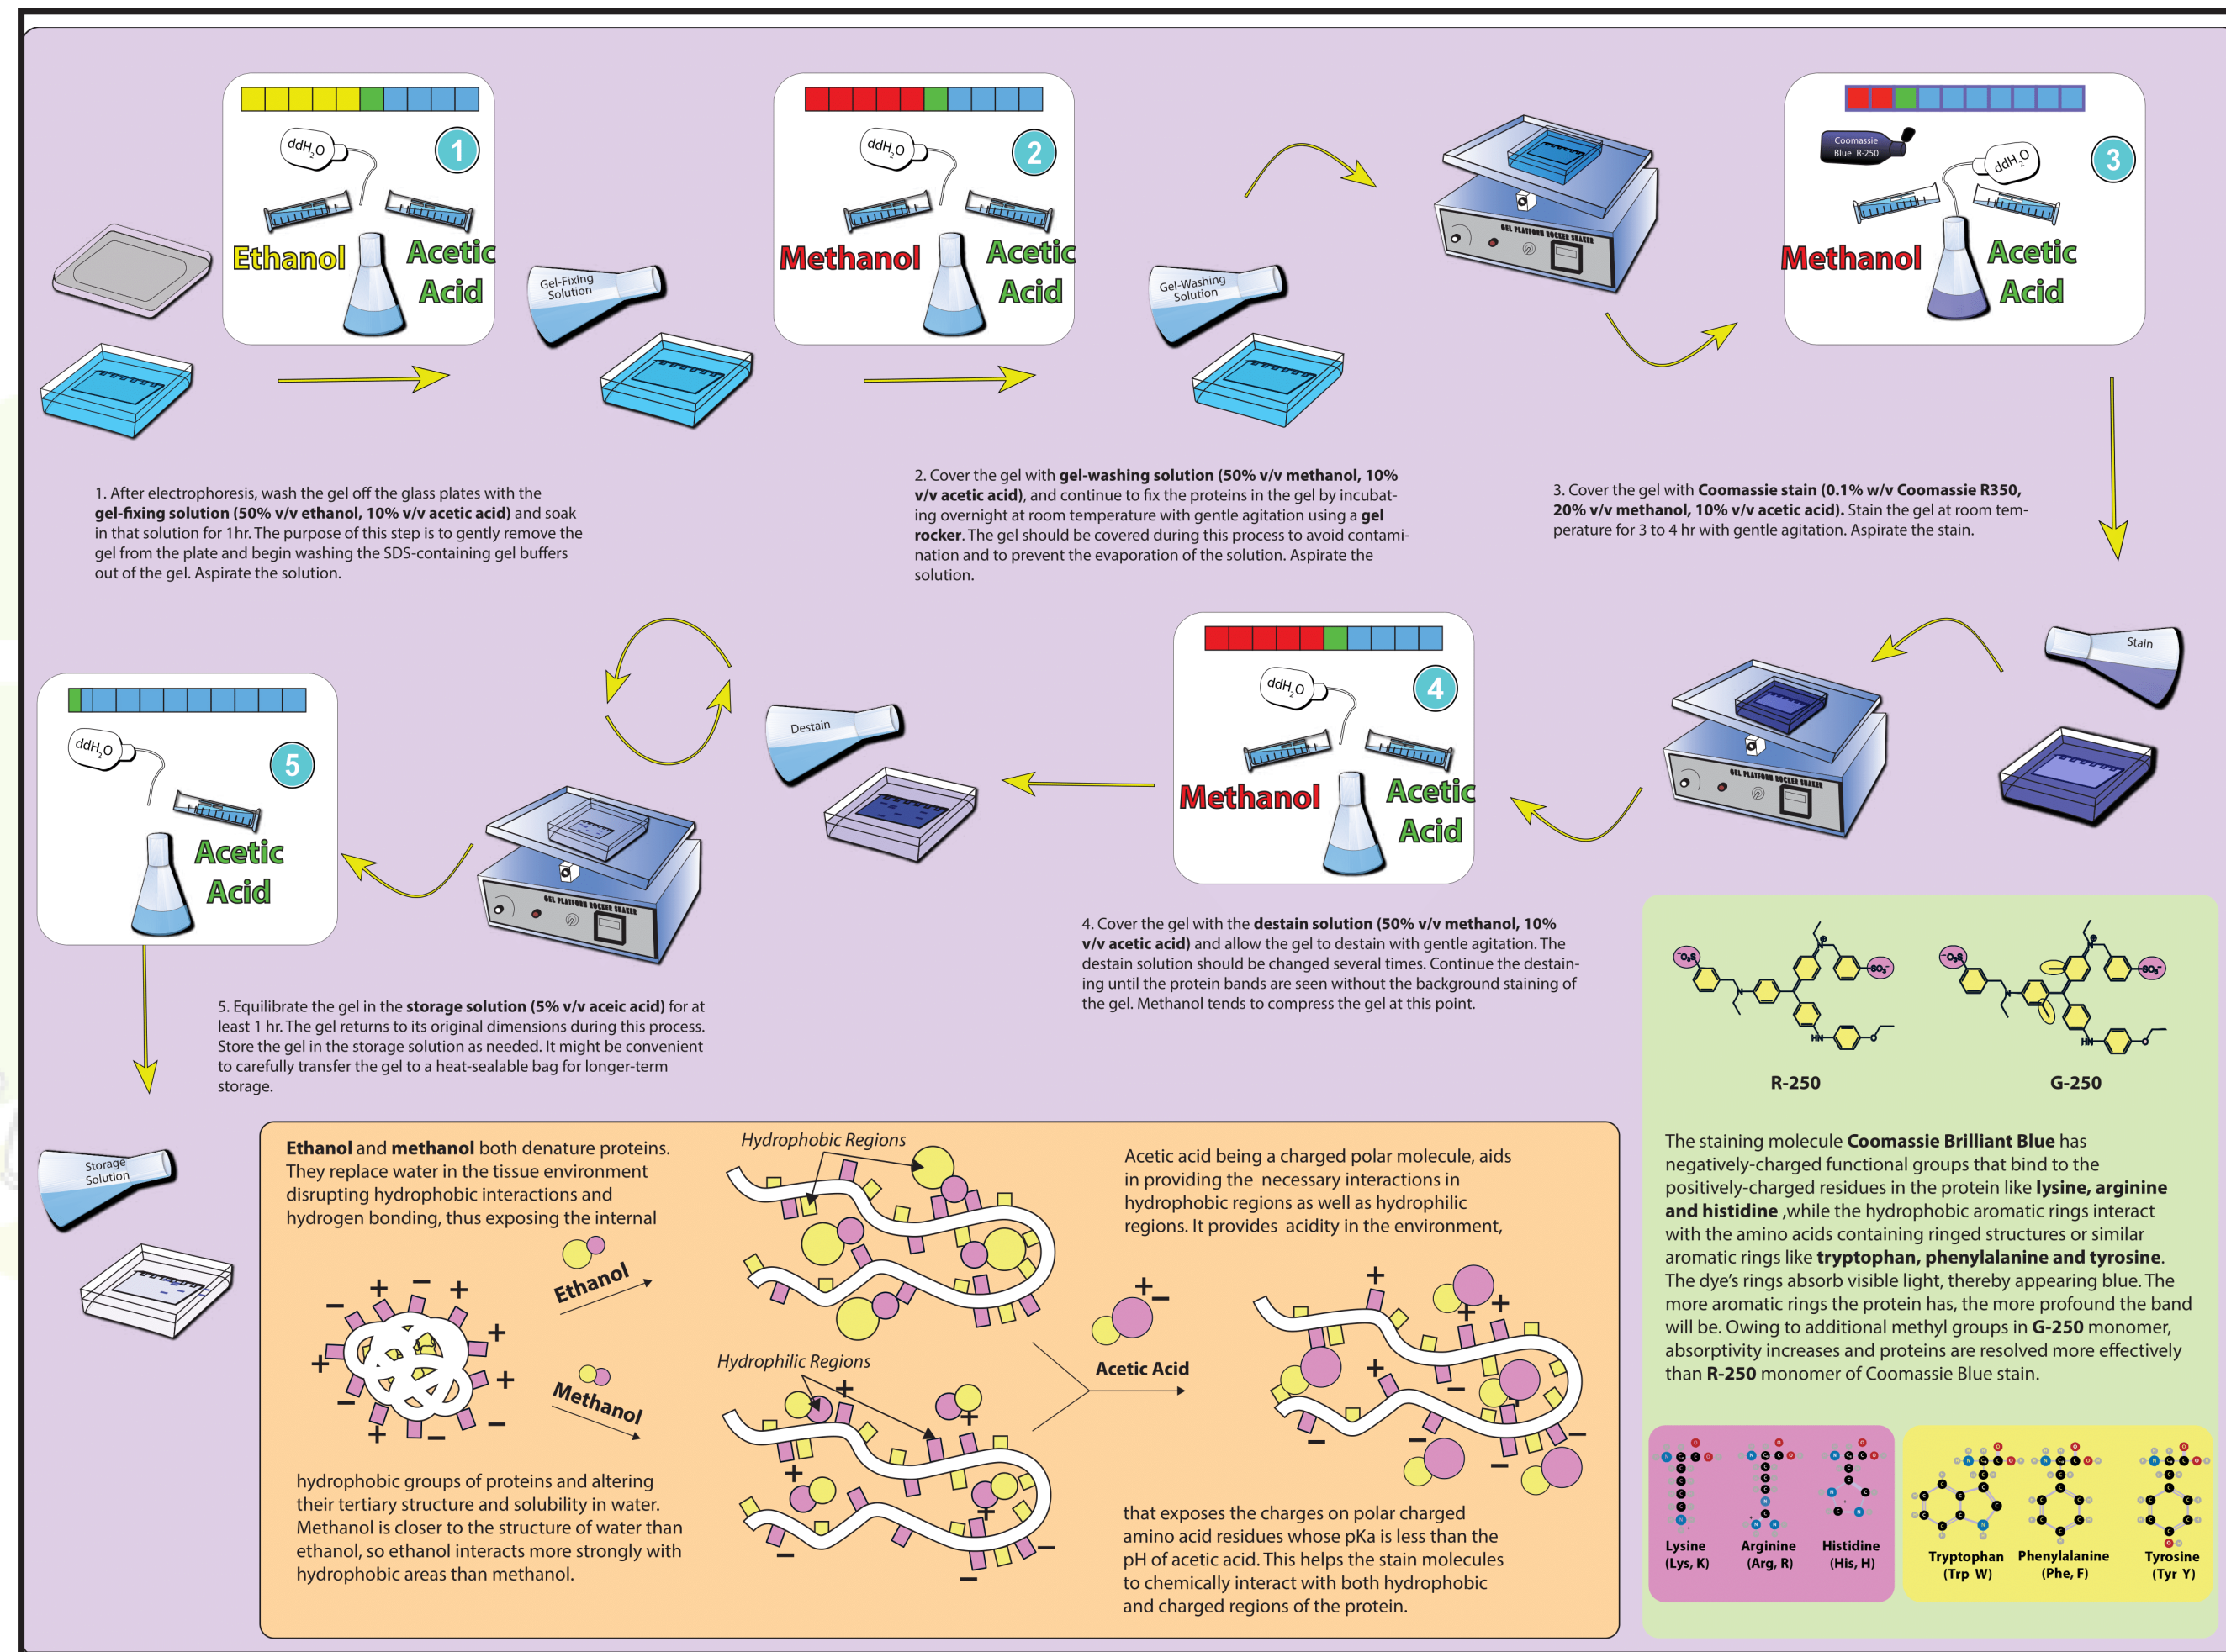 ddH2O
1
Ethanol
Acetic
Acid
Gel-Fixing
Solution
ddH2O
2
Methanol
Acetic
Acid
Gel-Washing
Solution
GEL PLATFORM ROCKER SHAKER
Coomassie
Blue R-250
ddH2O
3
Methanol
Acetic
Acid
1. After electrophoresis, wash the gel off the glass plates with the
gel-fixing solution (50% v/v ethanol, 10% v/v acetic acid) and soak
in that solution for 1hr. The purpose of this step is to gently remove the
gel from the plate and begin washing the SDS-containing gel buffers
out of the gel. Aspirate the solution.
2. Cover the gel with gel-washing solution (50% v/v methanol, 10%
v/v acetic acid), and continue to fix the proteins in the gel by incubat-
ing overnight at room temperature with gentle agitation using a gel
rocker. The gel should be covered during this process to avoid contami-
nation and to prevent the evaporation of the solution. Aspirate the
solution.
3. Cover the gel with Coomassie stain (0.1% w/v Coomassie R350,
20% v/v methanol, 10% v/v acetic acid). Stain the gel at room tem-
perature for 3 to 4 hr with gentle agitation. Aspirate the stain.
Stain
GEL PLATFORM ROCKER SHAKER
ddH2O
4
Methanol
Acetic
Acid
Destain
GEL PLATFORM ROCKER SHAKER
ddH2O
5
Acetic
Acid
4. Cover the gel with the destain solution (50% v/v methanol, 10%
v/v acetic acid) and allow the gel to destain with gentle agitation. The
destain solution should be changed several times. Continue the destain-
ing until the protein bands are seen without the background staining of
the gel. Methanol tends to compress the gel at this point.
5. Equilibrate the gel in the storage solution (5% v/v aceic acid) for at
least 1 hr. The gel returns to its original dimensions during this process.
Store the gel in the storage solution as needed. It might be convenient
to carefully transfer the gel to a heat-sealable bag for longer-term
storage.
Storage
Solution
Ethanol and methanol both denature proteins.
They replace water in the tissue environment
disrupting hydrophobic interactions and
hydrogen bonding, thus exposing the internal
Ethanol
Methanol
hydrophobic groups of proteins and altering
their tertiary structure and solubility in water.
Methanol is closer to the structure of water than
ethanol, so ethanol interacts more strongly with
hydrophobic areas than methanol.
Hydrophobic Regions
Hydrophilic Regions
Acetic acid being a charged polar molecule, aids
in providing the necessary interactions in
hydrophobic regions as well as hydrophilic
regions. It provides acidity in the environment,
Acetic Acid
that exposes the charges on polar charged
amino acid residues whose pKa is less than the
pH of acetic acid. This helps the stain molecules
to chemically interact with both hydrophobic
and charged regions of the protein.
⁻O₃S
N
N⊕
SO₃⁻
HN
O
R-250
⁻O₃S
N
N⊕
SO₃⁻
HN
O
G-250
The staining molecule Coomassie Brilliant Blue has
negatively-charged functional groups that bind to the
positively-charged residues in the protein like lysine, arginine
and histidine ,while the hydrophobic aromatic rings interact
with the amino acids containing ringed structures or similar
aromatic rings like tryptophan, phenylalanine and tyrosine.
The dye's rings absorb visible light, thereby appearing blue. The
more aromatic rings the protein has, the more profound the band
will be. Owing to additional methyl groups in G-250 monomer,
absorptivity increases and proteins are resolved more effectively
than R-250 monomer of Coomassie Blue stain.
Lysine
(Lys, K)
Arginine
(Arg, R)
Histidine
(His, H)
Tryptophan
(Trp W)
Phenylalanine
(Phe, F)
Tyrosine
(Tyr Y)